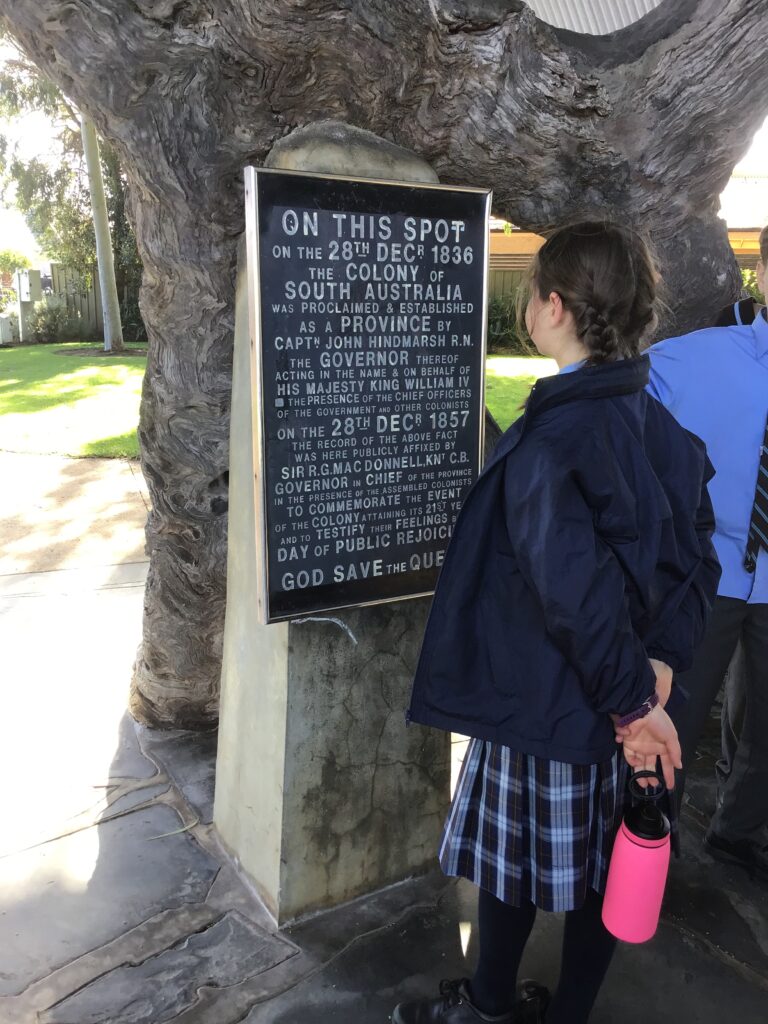 ON THIS SPOT
ON THE 28TH DECR 1836
THE COLONY OF
SOUTH AUSTRALIA
WAS PROCLAIMED & ESTABLISHED
AS A PROVINCE BY
CAPTN JOHN HINDMARSH R.N.
THE GOVERNOR THEREOF
ACTING IN THE NAME & ON BEHALF OF
HIS MAJESTY KING WILLIAM IV
THE PRESENCE OF THE CHIEF OFFICERS
OF THE GOVERNMENT AND OTHER COLONISTS
ON THE 28TH DECR 1857
THE RECORD OF THE ABOVE FACT
WAS HERE PUBLICLY AFFIXED BY
SIR R.G. MAC DONNELL, KNT C.B.
GOVERNOR IN CHIEF OF THE PROVINCE
IN THE PRESENCE OF THE ASSEMBLED COLONISTS
TO COMMEMORATE THE EVENT
OF THE COLONY ATTAINING ITS 21ST YE
AND TO TESTIFY THEIR FEELINGS B
DAY OF PUBLIC REJOICI
GOD SAVE THE QUE